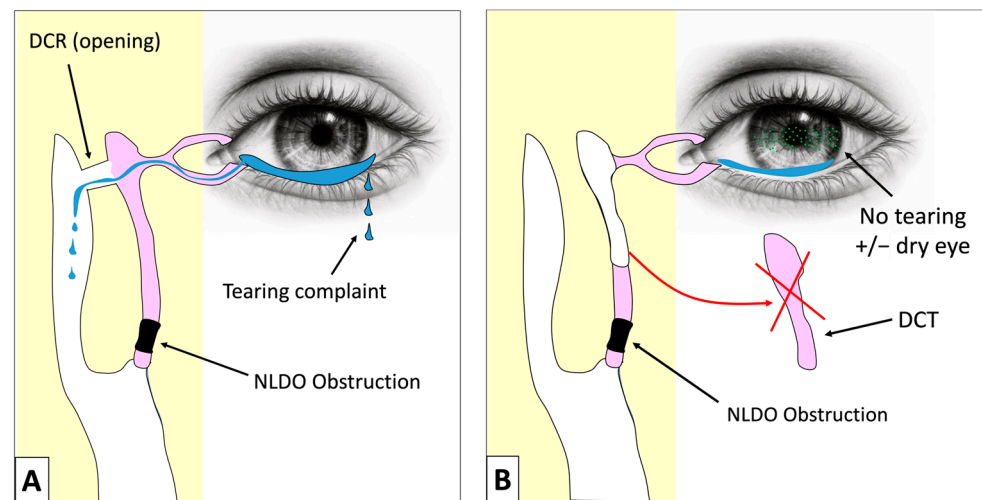 DCR (opening)
Tearing complaint
NLDO Obstruction
A
No tearing
+/− dry eye
DCT
NLDO Obstruction
B